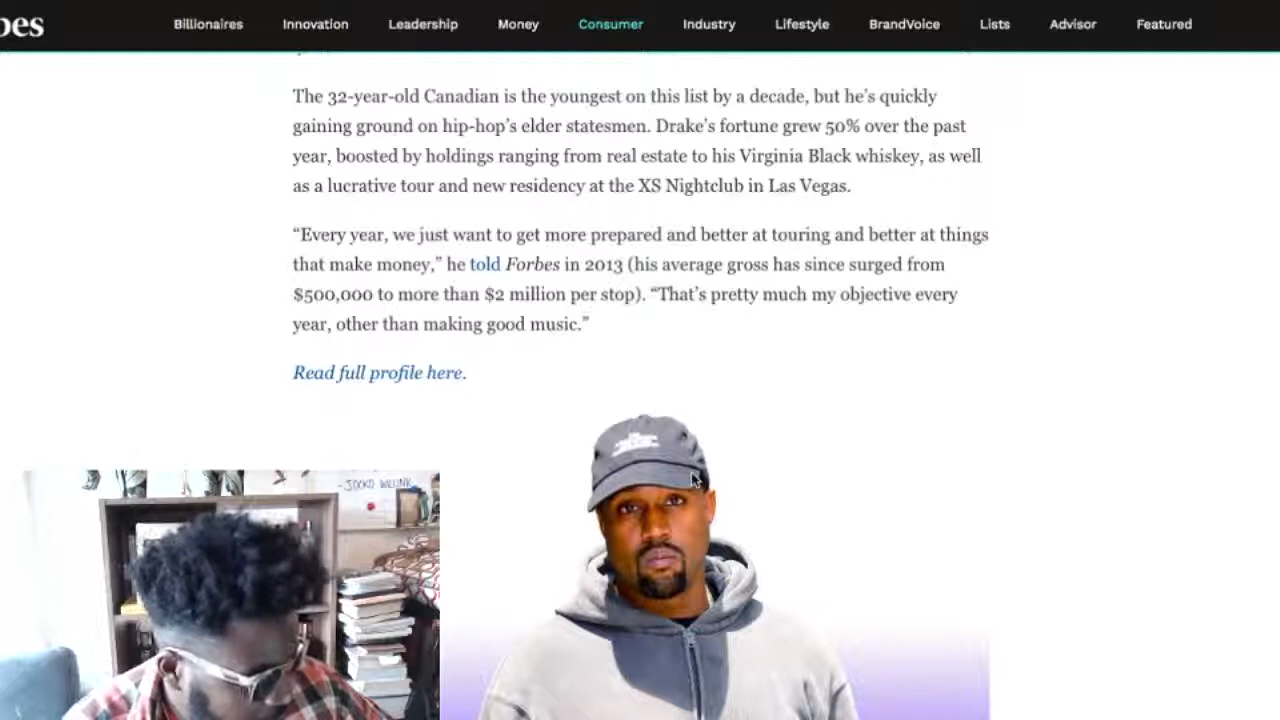 bes
Billionaires Innovation Leadership Money Consumer Industry Lifestyle BrandVoice Lists Advisor Featured
The 32-year-old Canadian is the youngest on this list by a decade, but he's quickly
gaining ground on hip-hop's elder statesmen. Drake's fortune grew 50% over the past
year, boosted by holdings ranging from real estate to his Virginia Black whiskey, as well
as a lucrative tour and new residency at the XS Nightclub in Las Vegas.
“Every year, we just want to get more prepared and better at touring and better at things
that make money,” he told Forbes in 2013 (his average gross has since surged from
$500,000 to more than $2 million per stop). “That's pretty much my objective every
year, other than making good music.”
Read full profile here.
-JOCKO WILLINK